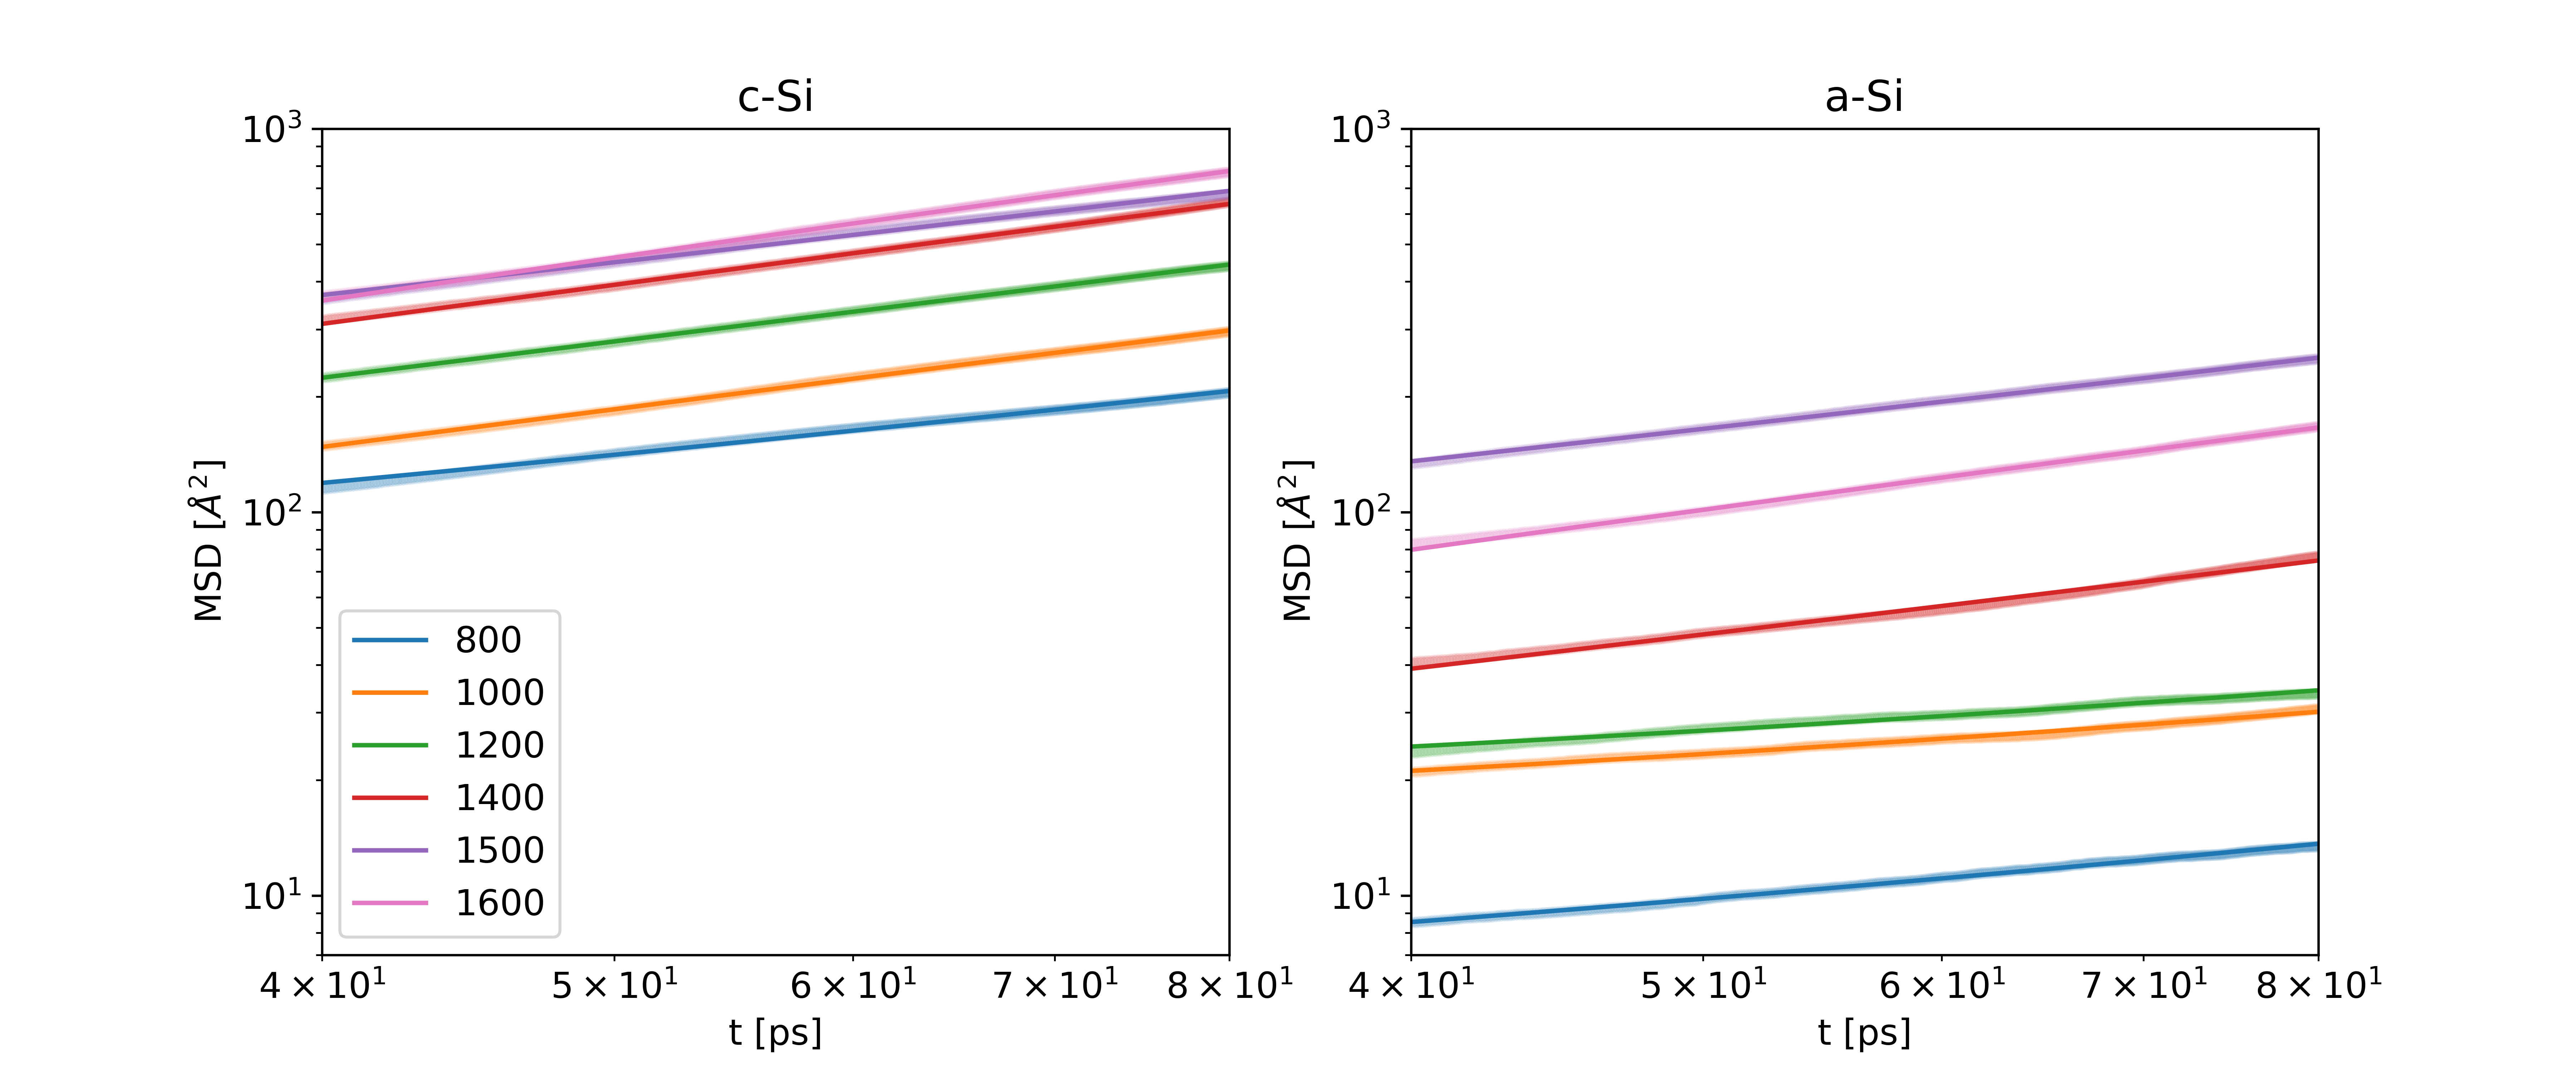 c-Si
10³
10²
10¹
MSD [Å²]
800
1000
1200
1400
1500
1600
4 × 10¹ 5 × 10¹ 6 × 10¹ 7 × 10¹ 8 × 10¹
t [ps]
a-Si
10³
10²
10¹
MSD [Å²]
4 × 10¹ 5 × 10¹ 6 × 10¹ 7 × 10¹ 8 × 10¹
t [ps]